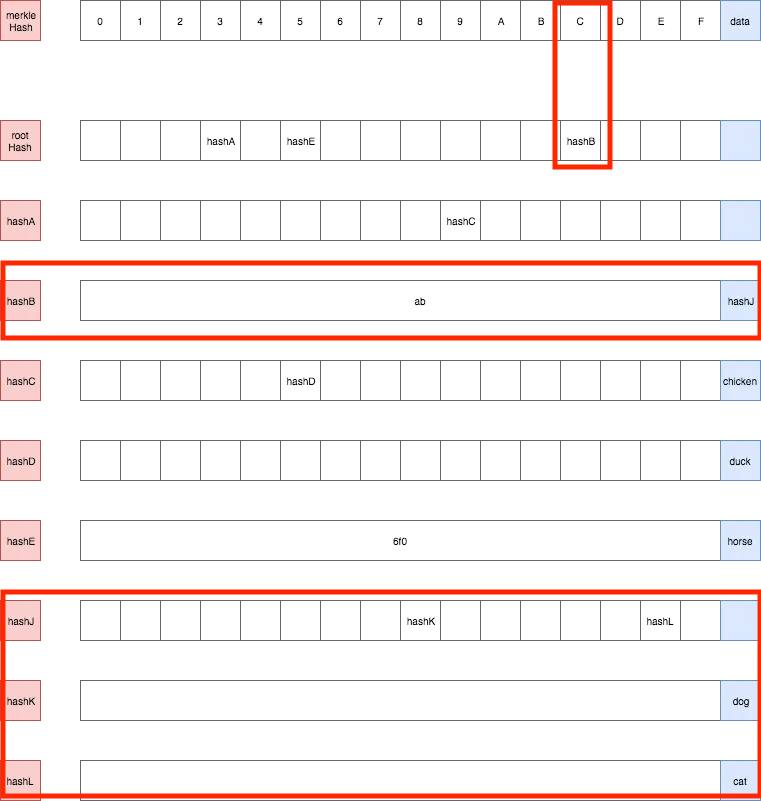 merkle
Hash
0 1 2 3 4 5 6 7 8 9 A B C D E F data
root
Hash
hashA hashE hashB
hashA hashC
hashB ab hashJ
hashC hashD chicken
hashD duck
hashE 6f0 horse
hashJ hashK hashL
hashK dog
hashL cat